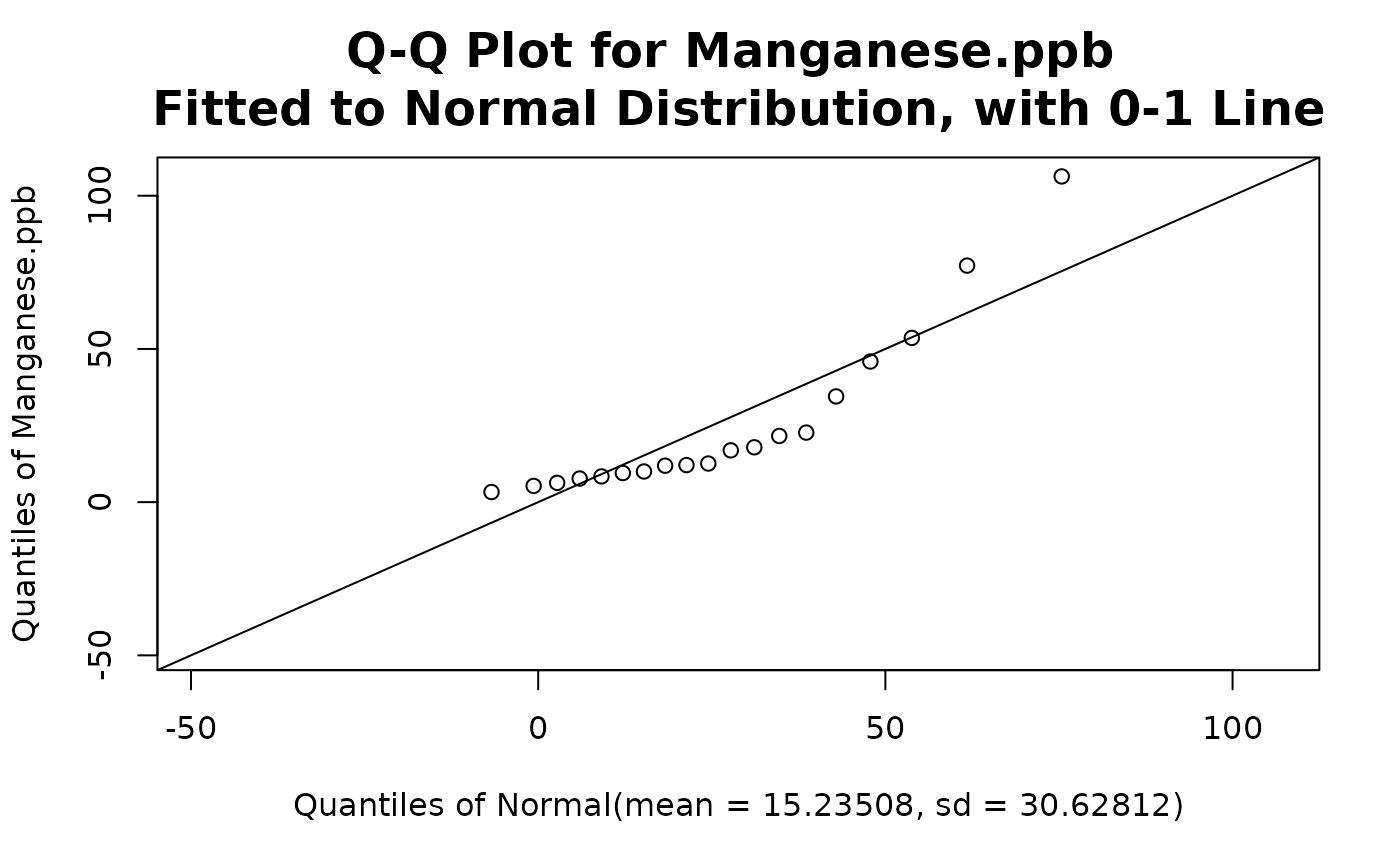 Q-Q Plot for Manganese.ppb
Fitted to Normal Distribution, with 0-1 Line
Quantiles of Manganese.ppb
100
50
0
-50
-50 0 50 100
Quantiles of Normal(mean = 15.23508, sd = 30.62812)